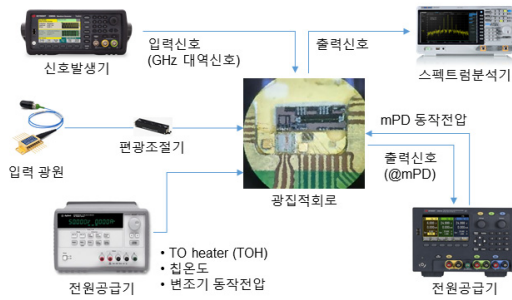 신호발생기
입력신호
(GHz 대역신호)
출력신호
스펙트럼분석기
입력 광원
편광조절기
광집적회로
mPD 동작전압
출력신호
(@mPD)
전원공급기
• TO heater (TOH)
• 칩온도
• 변조기 동작전압
전원공급기